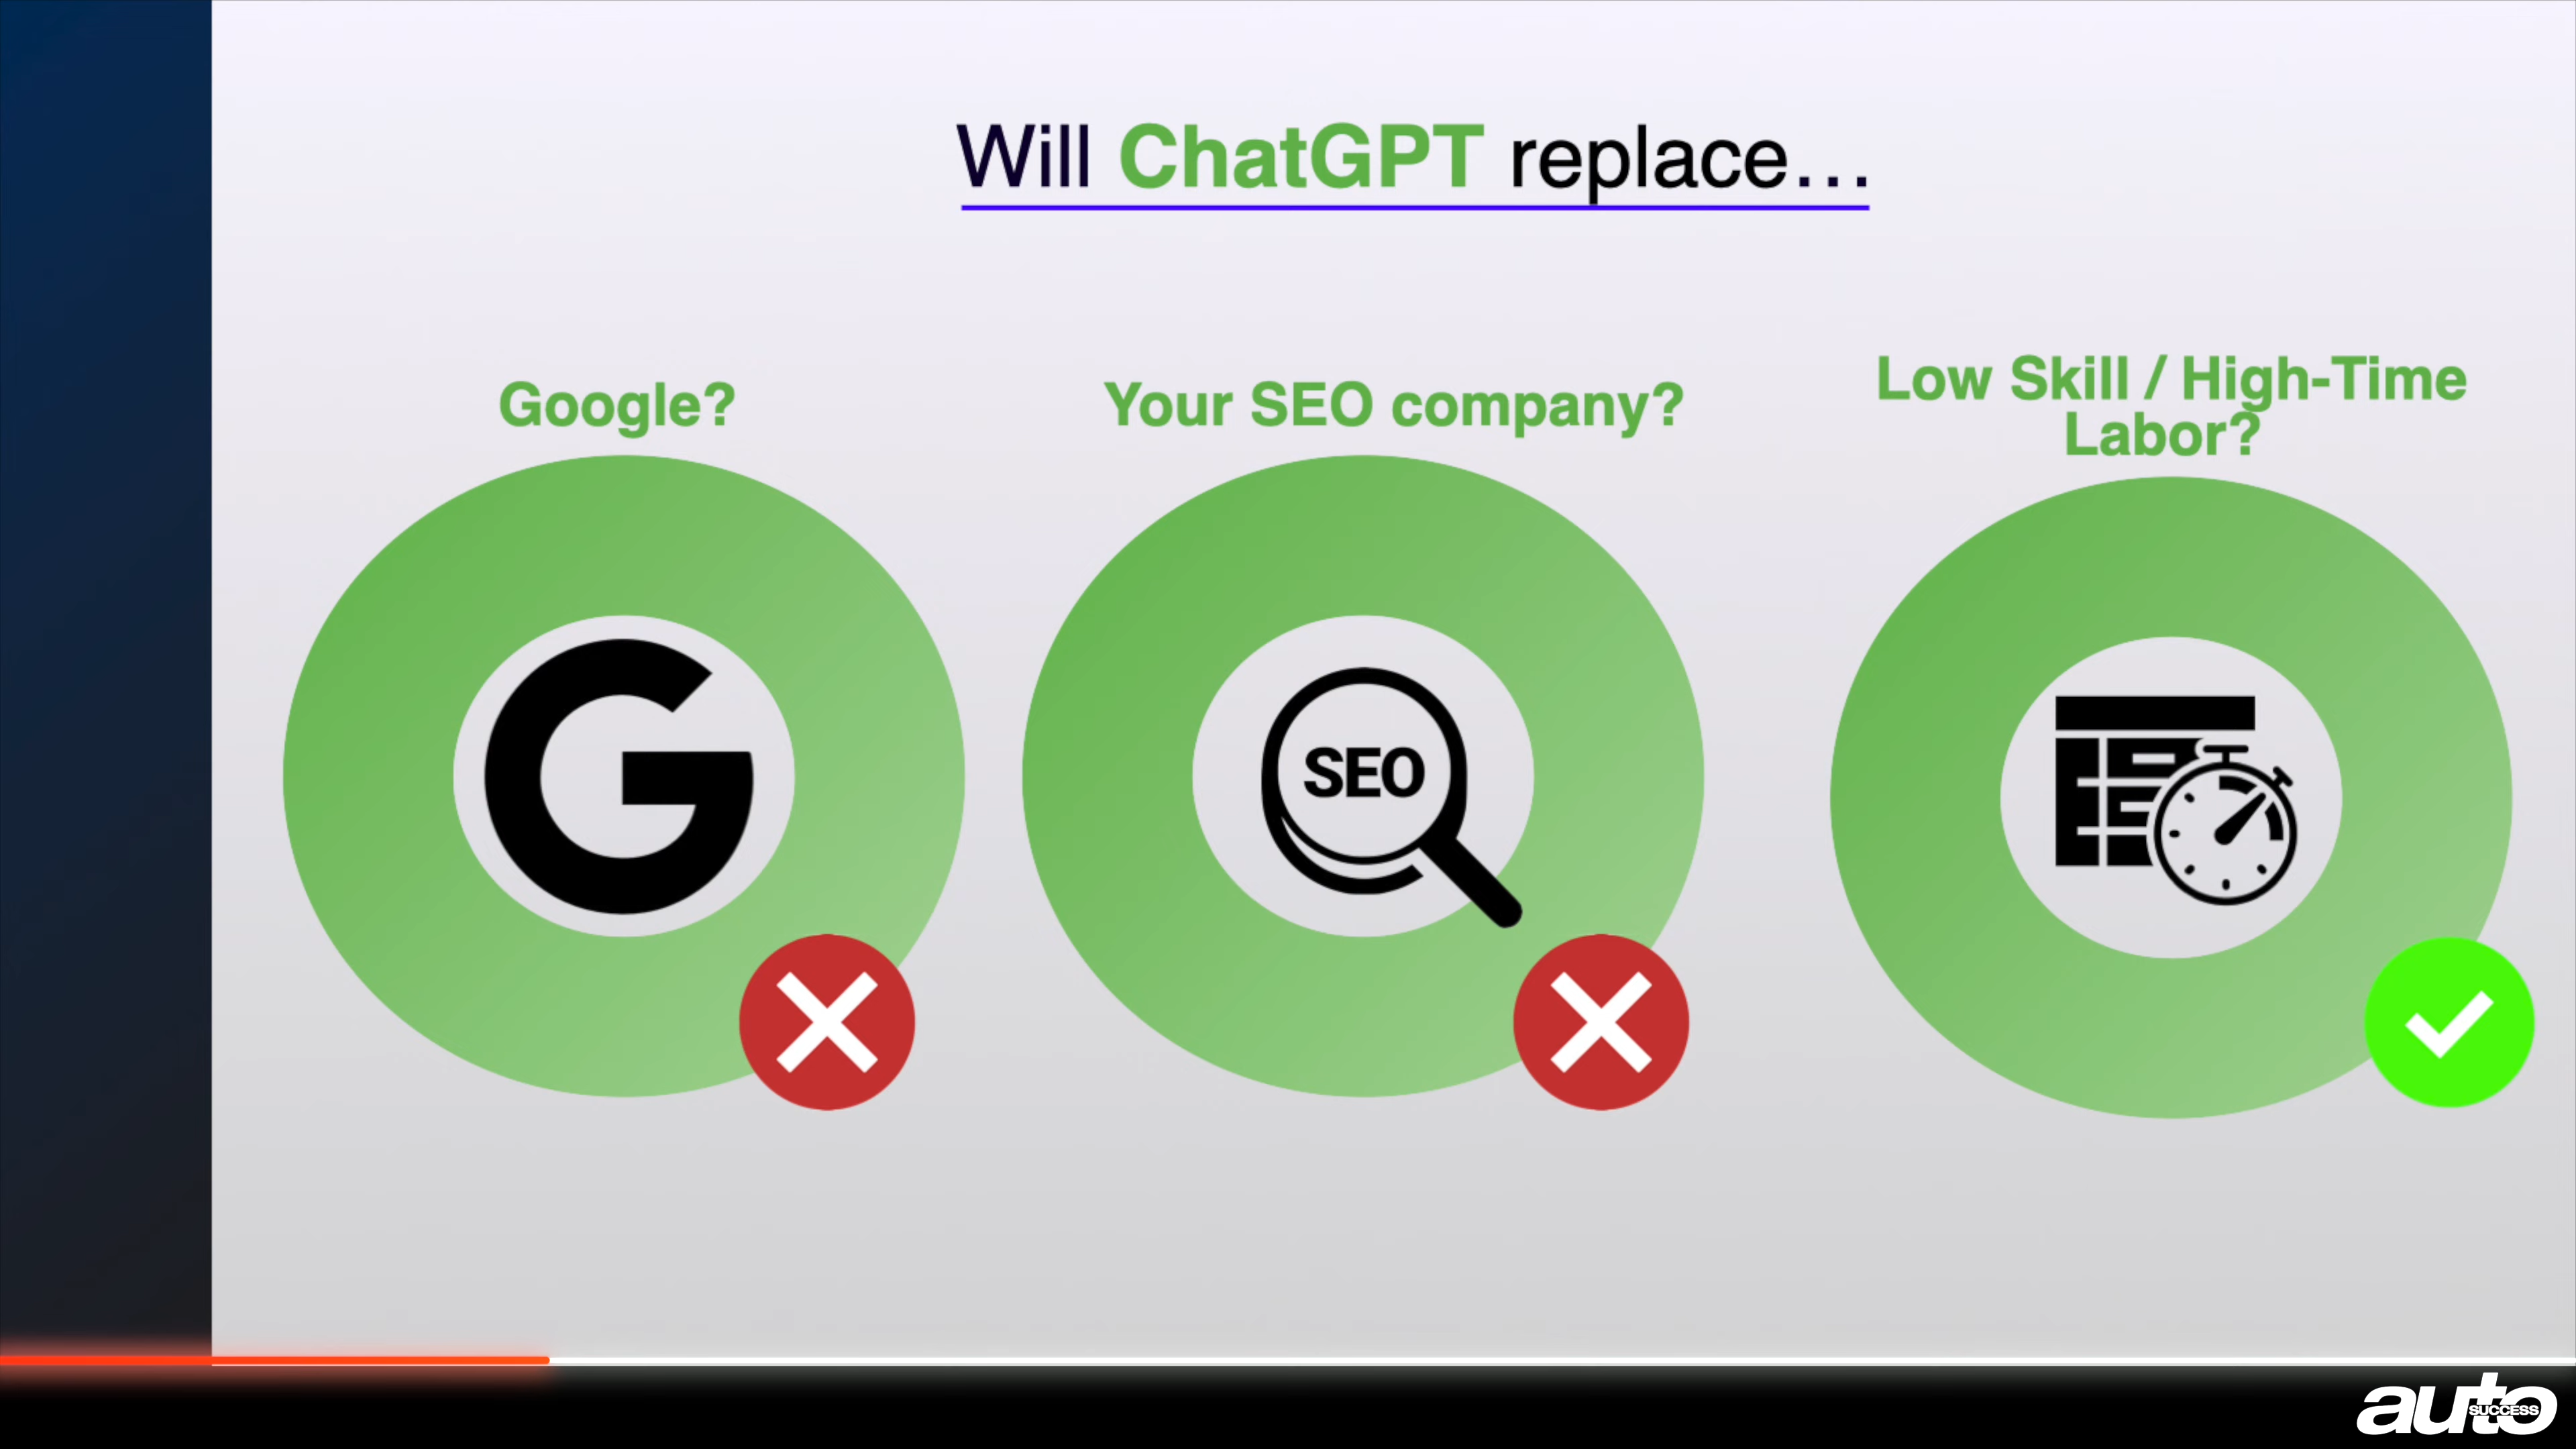 Will ChatGPT replace...
Google?
Your SEO company?
Low Skill / High-Time
Labor?
G
SEO
auto
SUCCESS